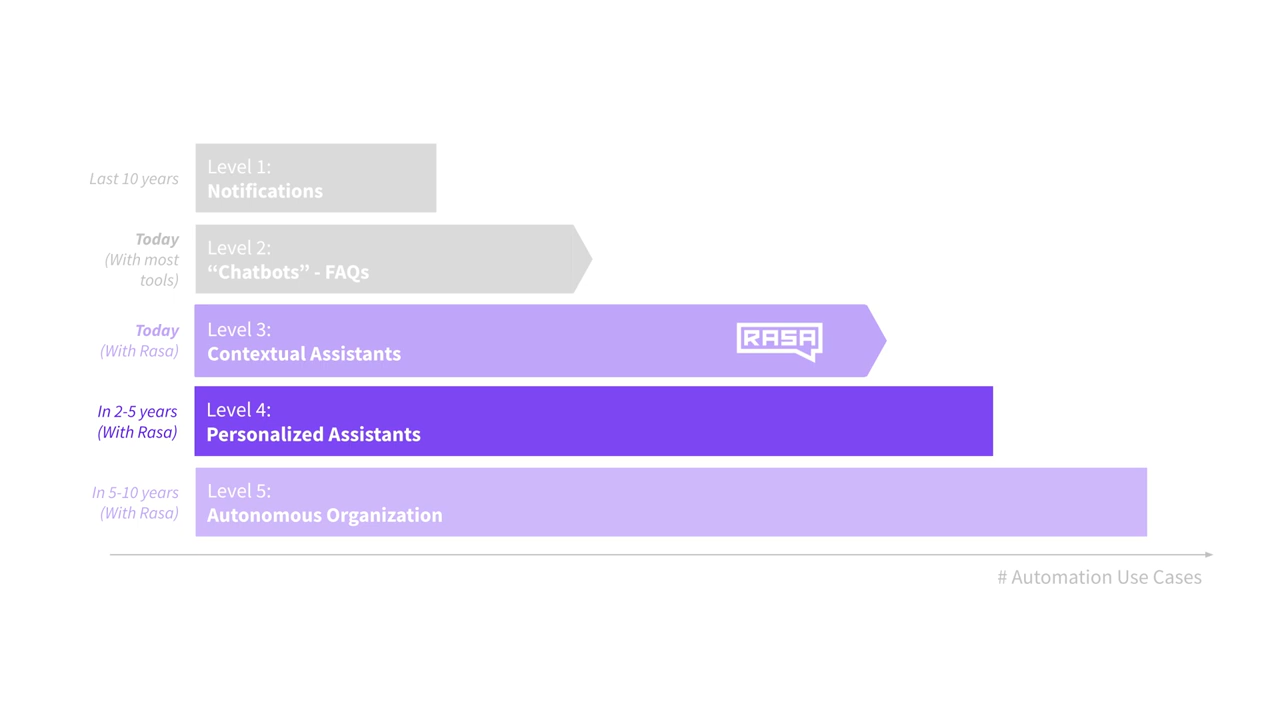 Last 10 years
Level 1:
Notifications
Today
(With most
tools)
Level 2:
“Chatbots” - FAQs
Today
(With Rasa)
Level 3:
Contextual Assistants
RASA
In 2-5 years
(With Rasa)
Level 4:
Personalized Assistants
In 5-10 years
(With Rasa)
Level 5:
Autonomous Organization
# Automation Use Cases